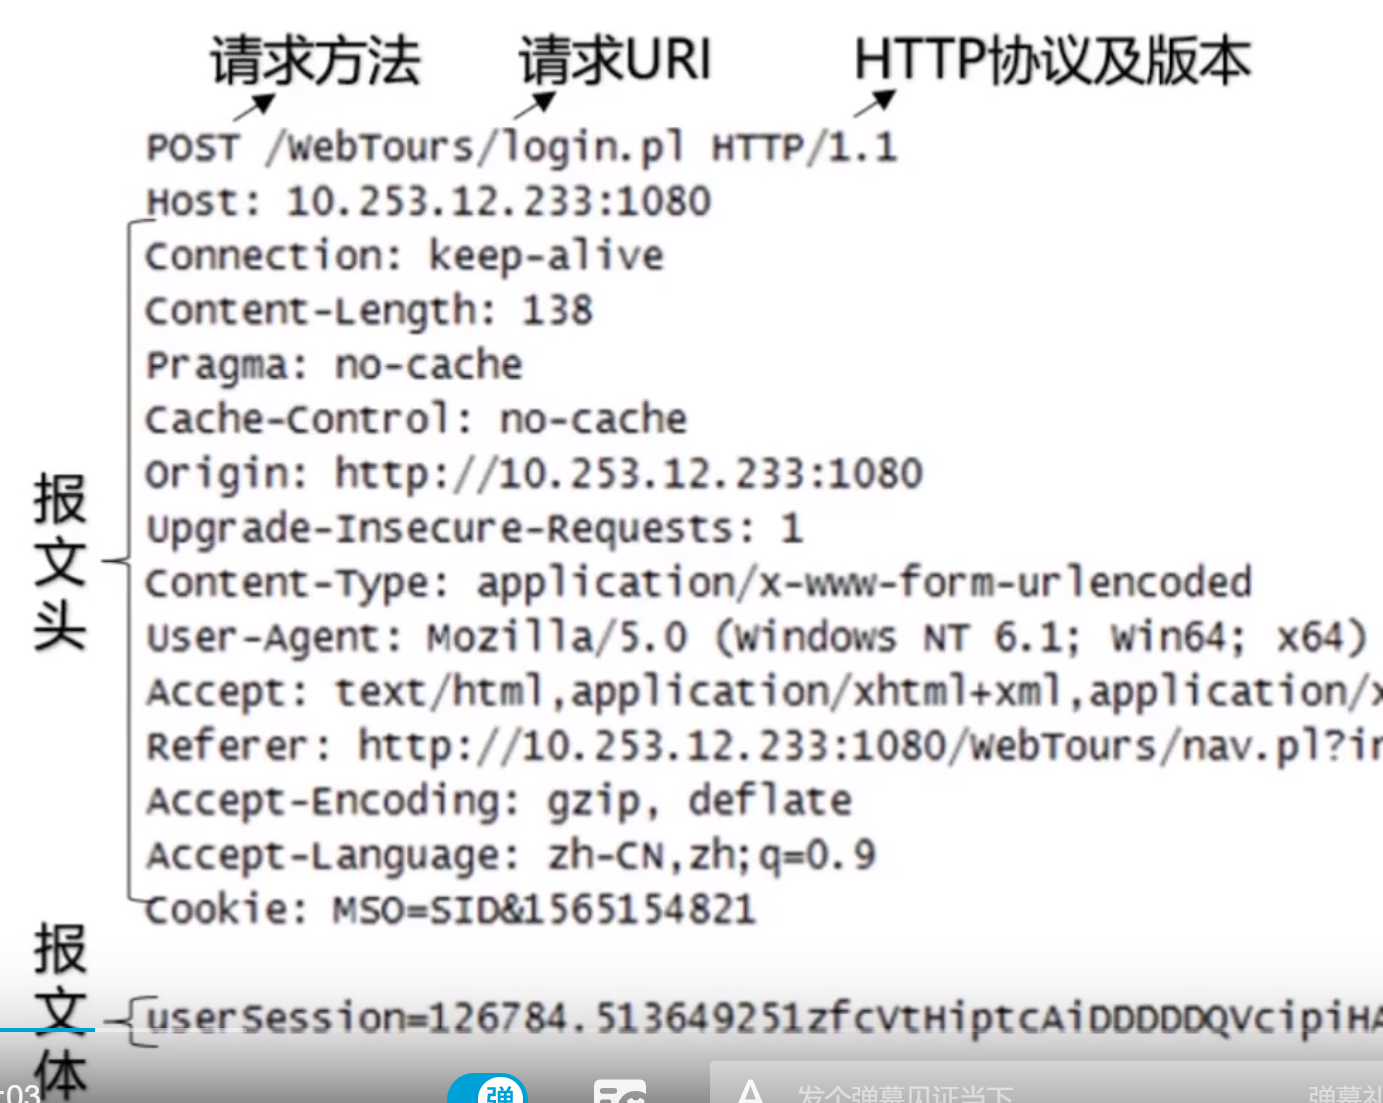 请求方法 请求URI HTTP协议及版本
POST /WebTours/login.pl HTTP/1.1
Host: 10.253.12.233:1080
Connection: keep-alive
Content-Length: 138
Pragma: no-cache
Cache-Control: no-cache
Origin: http://10.253.12.233:1080
Upgrade-Insecure-Requests: 1
Content-Type: application/x-www-form-urlencoded
User-Agent: Mozilla/5.0 (Windows NT 6.1; Win64; x64)
Accept: text/html,application/xhtml+xml,application/x
Referer: http://10.253.12.233:1080/WebTours/nav.pl?in
Accept-Encoding: gzip, deflate
Accept-Language: zh-CN,zh;q=0.9
Cookie: MSO=SID&1565154821
报文头
userSession=126784.513649251zfcVtHiptcAiDDDDDQVcipiHA
报文体
:03 弹 A 发个弹幕见证当下 弹幕礼